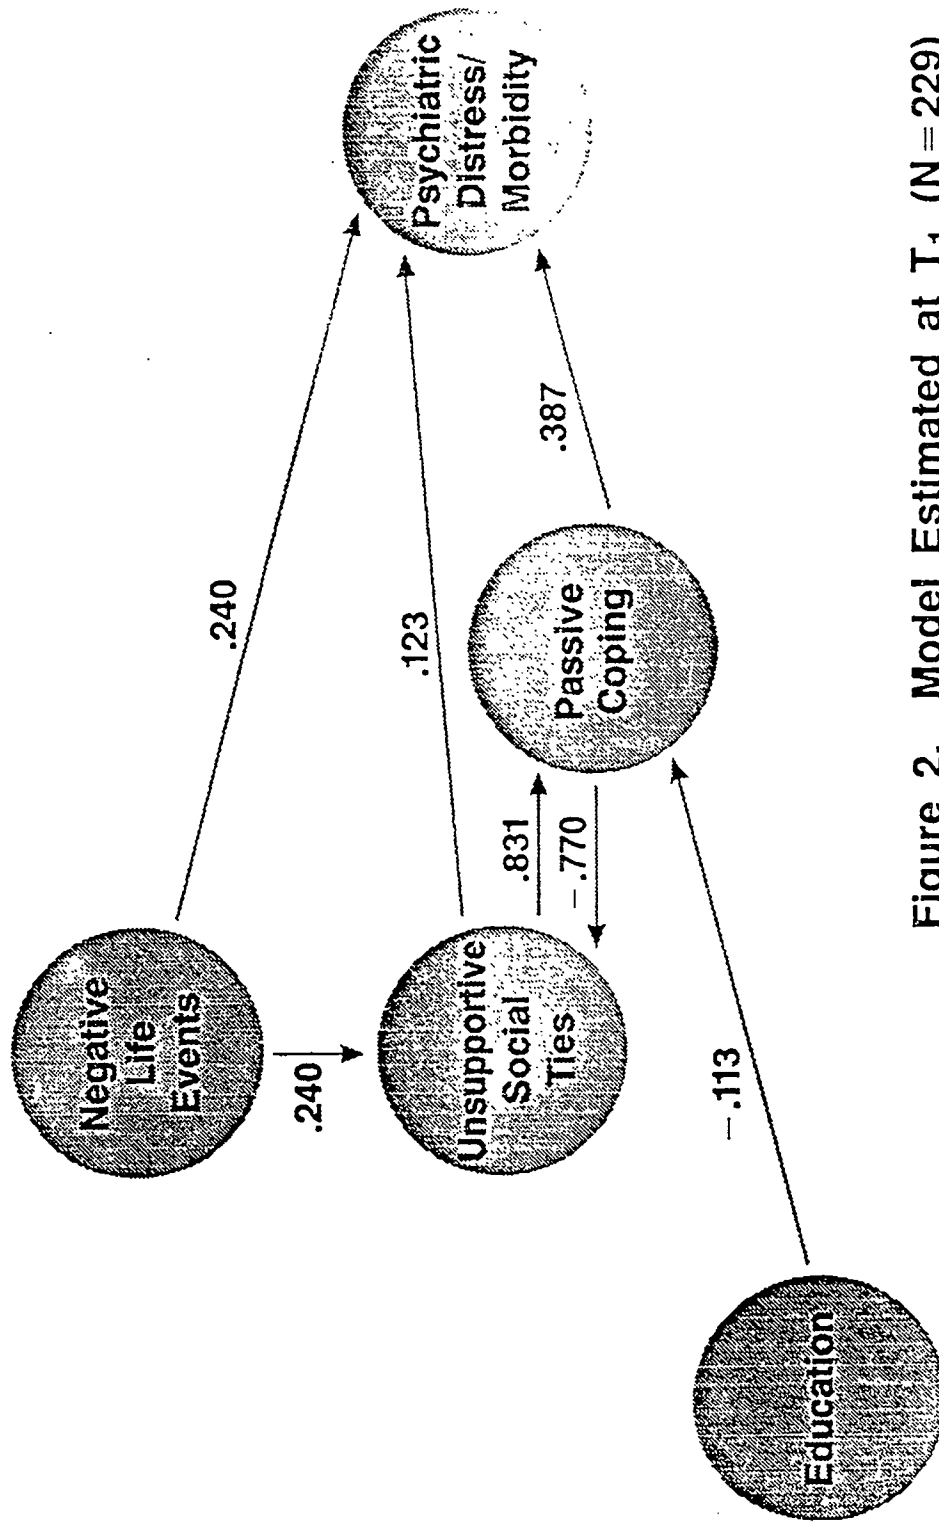 Negative
Life
Events
.240
.240
Psychiatric
Distress/
Morbidity
Unsupportive
Social
Ties
.123
.831
−.770
Passive
Coping
.387
Education
−.113
Figure 2. Model Estimated at T₁ (N = 229)